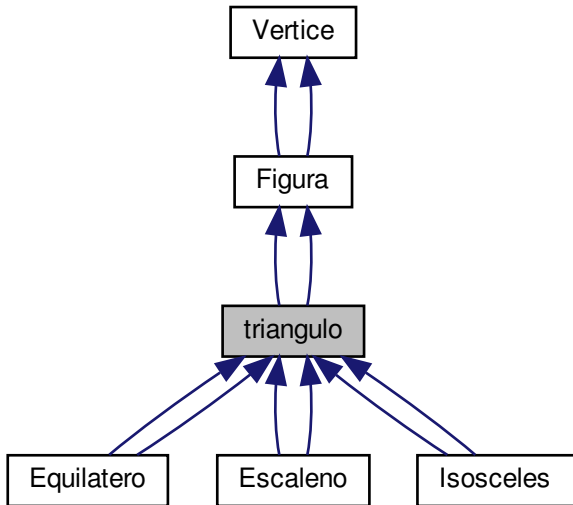 Vertice
Figura
triangulo
Equilatero
Escaleno
Isosceles